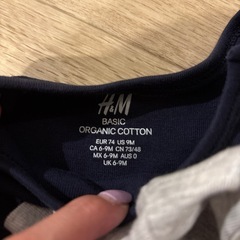 H&M
BASIC
ORGANIC COTTON
EUR 74 US 9M
CA 6-9M CN 73/48
MX 6-9M AUS 0
UK 6-9M